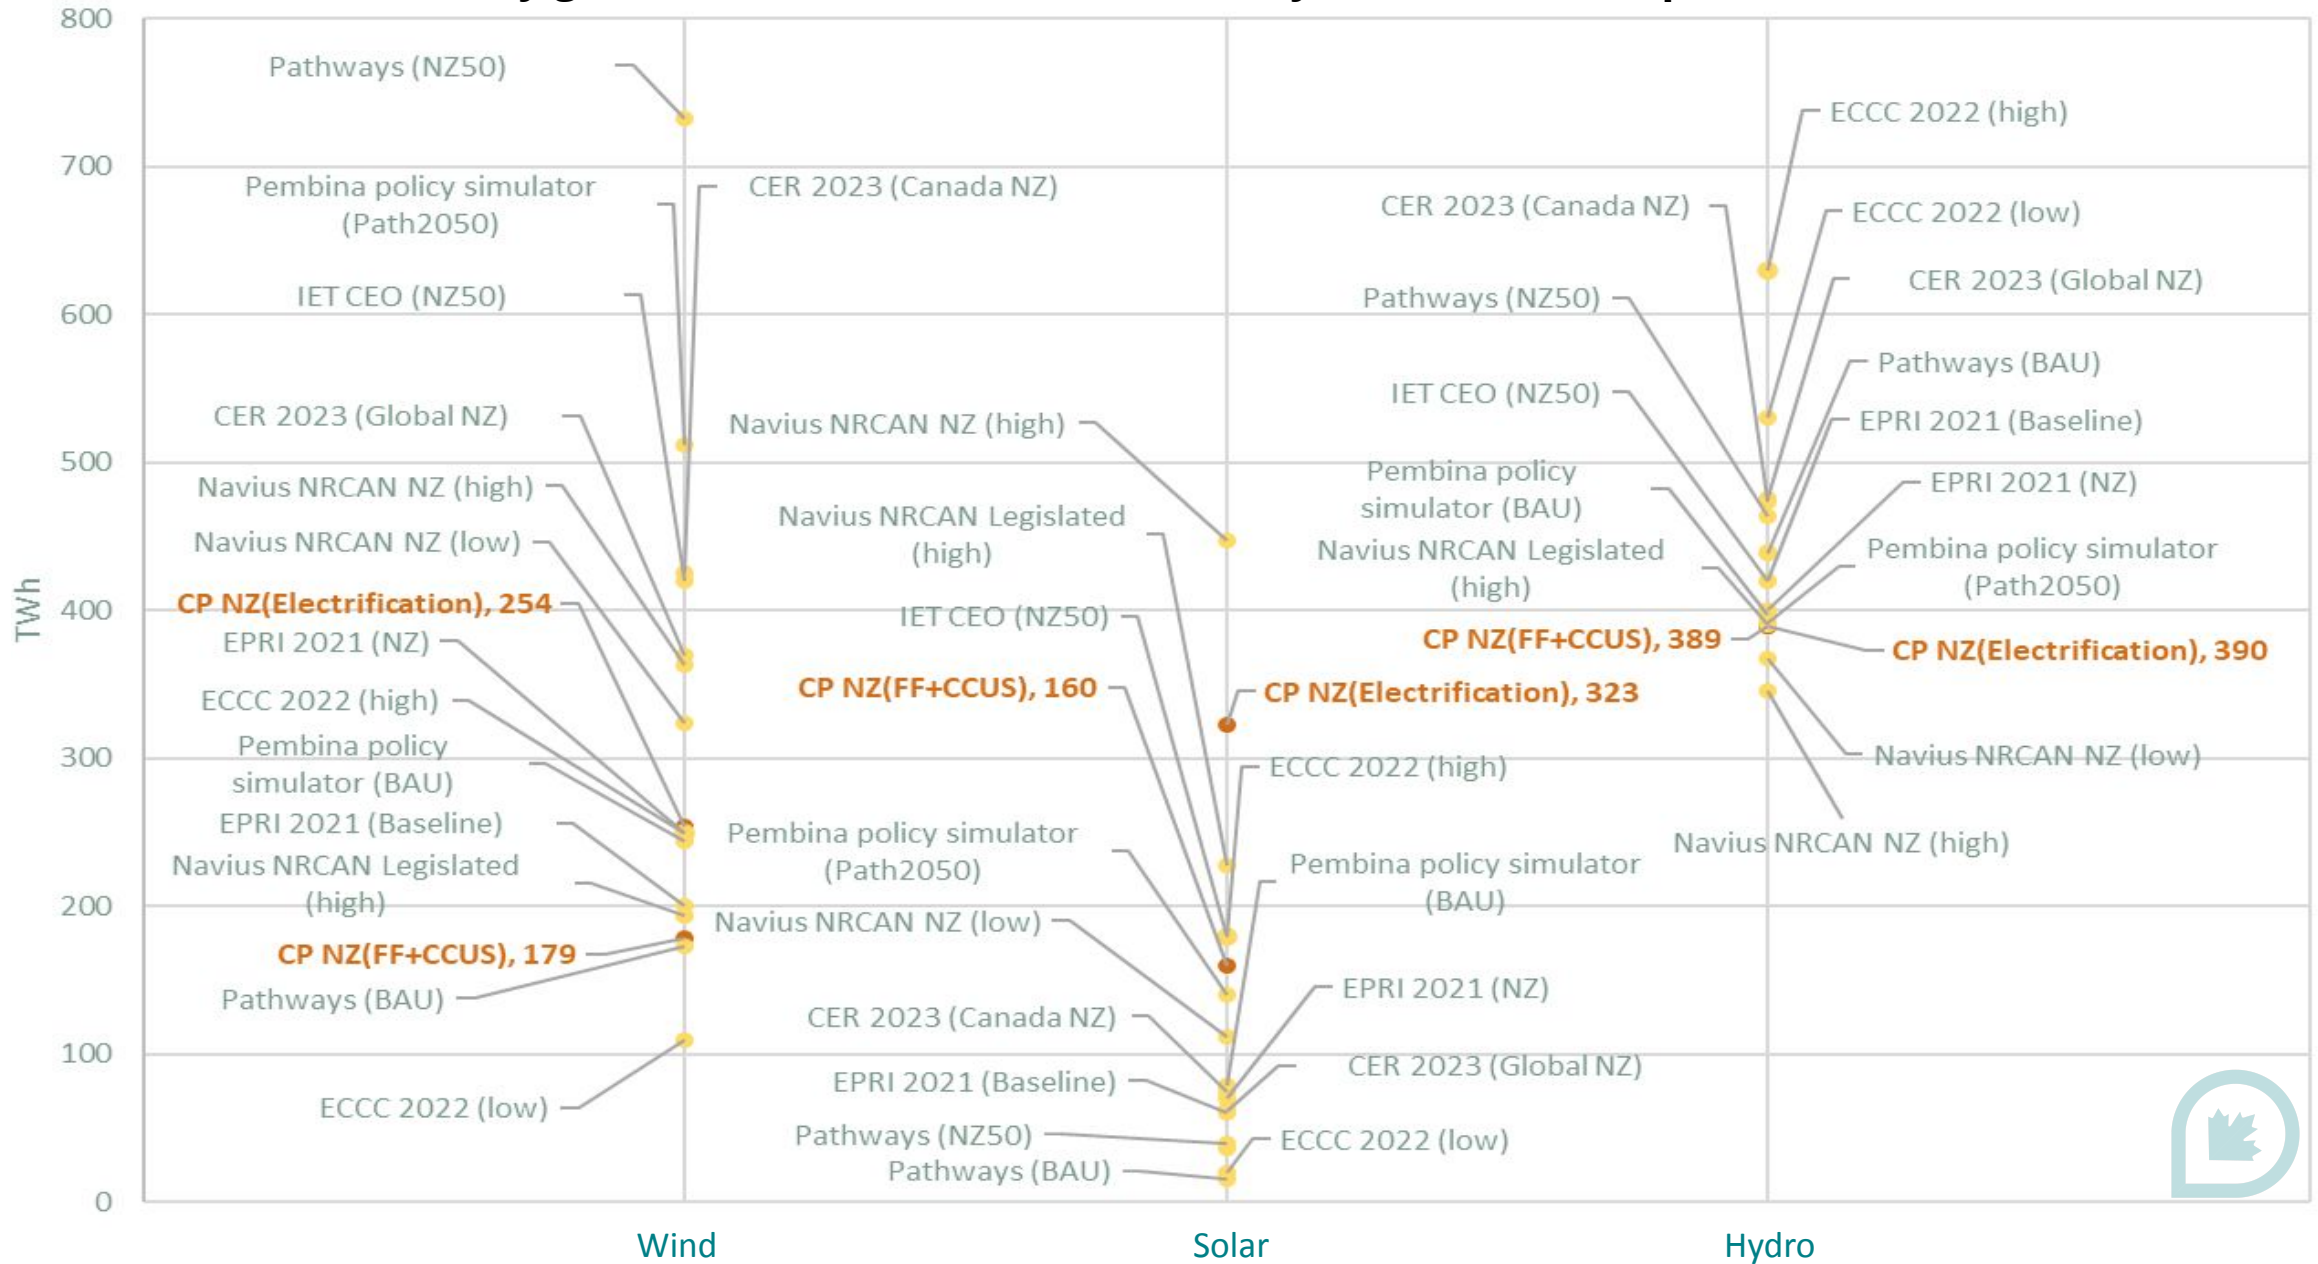 800
700
600
500
400
300
200
100
0
TWh
Pathways (NZ50)
Pembina policy simulator
(Path2050)
CER 2023 (Canada NZ)
IET CEO (NZ50)
CER 2023 (Global NZ)
Navius NRCAN NZ (high)
Navius NRCAN NZ (low)
CP NZ(Electrification), 254
EPRI 2021 (NZ)
ECCC 2022 (high)
Pembina policy
simulator (BAU)
EPRI 2021 (Baseline)
Navius NRCAN Legislated
(high)
CP NZ(FF+CCUS), 179
Pathways (BAU)
ECCC 2022 (low)
Navius NRCAN NZ (high)
Navius NRCAN Legislated
(high)
IET CEO (NZ50)
CP NZ(FF+CCUS), 160
CP NZ(Electrification), 323
ECCC 2022 (high)
Pembina policy simulator
(Path2050)
Pembina policy simulator
(BAU)
Navius NRCAN NZ (low)
EPRI 2021 (NZ)
CER 2023 (Canada NZ)
CER 2023 (Global NZ)
EPRI 2021 (Baseline)
Pathways (NZ50)
ECCC 2022 (low)
Pathways (BAU)
ECCC 2022 (high)
CER 2023 (Canada NZ)
ECCC 2022 (low)
CER 2023 (Global NZ)
Pathways (NZ50)
Pathways (BAU)
IET CEO (NZ50)
EPRI 2021 (Baseline)
Pembina policy
simulator (BAU)
EPRI 2021 (NZ)
Navius NRCAN Legislated
(high)
Pembina policy simulator
(Path2050)
CP NZ(FF+CCUS), 389
CP NZ(Electrification), 390
Navius NRCAN NZ (low)
Navius NRCAN NZ (high)
Wind
Solar
Hydro